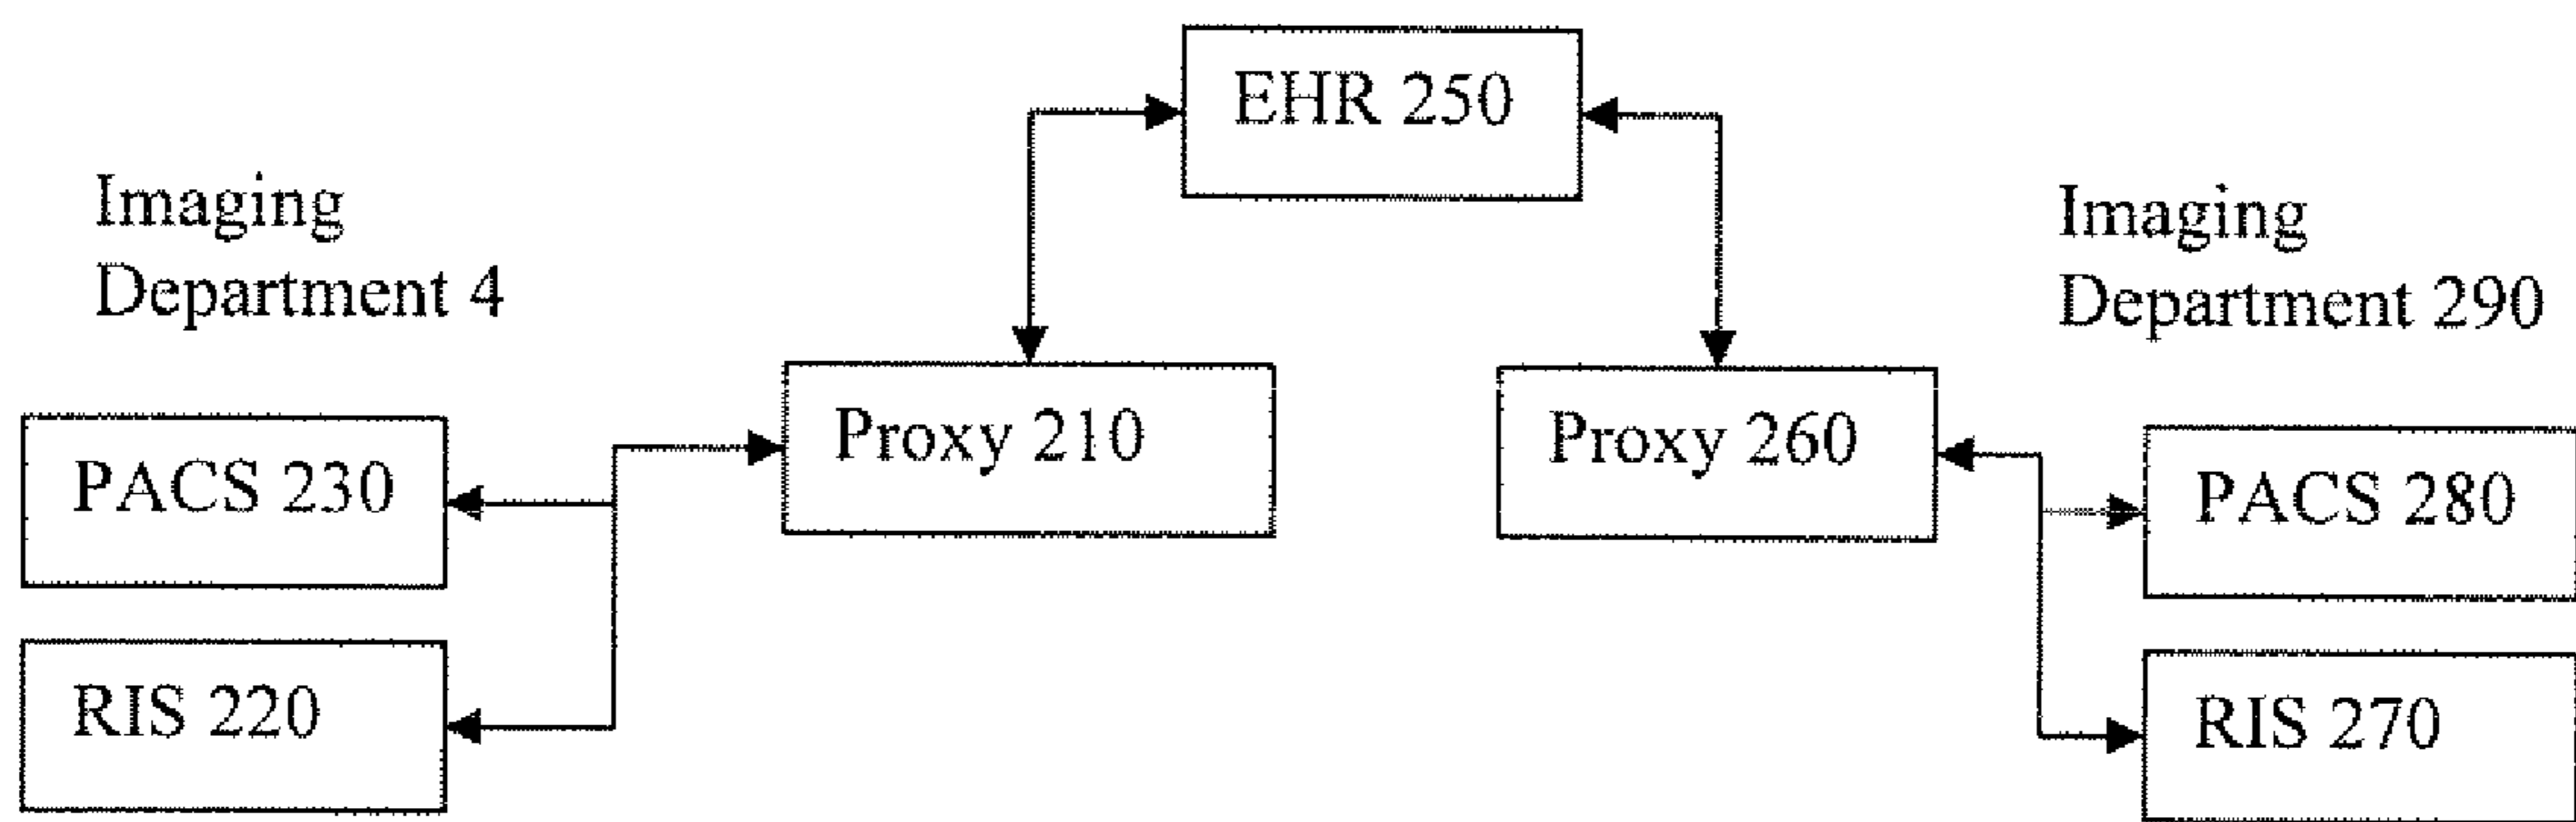 EHR 250
Imaging
Department 4
Imaging
Department 290
Proxy 210
Proxy 260
PACS 230
PACS 280
RIS 220
RIS 270